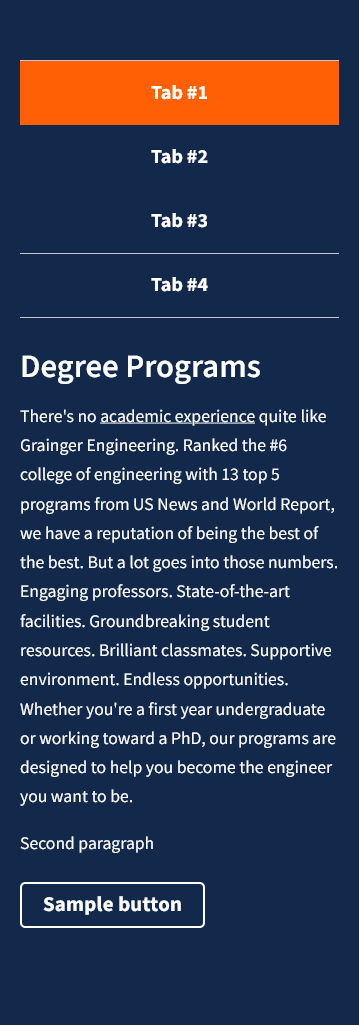 Tab #1
Tab #2
Tab #3
Tab #4
Degree Programs
There's no academic experience quite like
Grainger Engineering. Ranked the #6
college of engineering with 13 top 5
programs from US News and World Report,
we have a reputation of being the best of
the best. But a lot goes into those numbers.
Engaging professors. State-of-the-art
facilities. Groundbreaking student
resources. Brilliant classmates. Supportive
environment. Endless opportunities.
Whether you're a first year undergraduate
or working toward a PhD, our programs are
designed to help you become the engineer
you want to be.
Second paragraph
Sample button